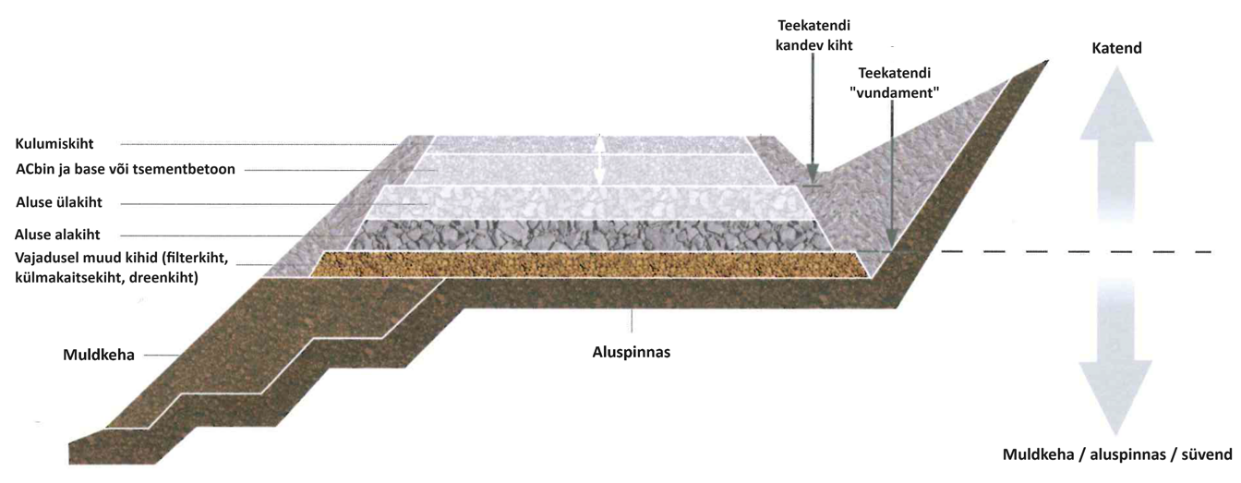 Teekatendi
kandev kiht
Katend
Teekatendi
"vundament"
Kulumiskiht
ACbin ja base või tsementbetoon
Aluse ülakiht
Aluse alakiht
Vajadusel muud kihid (filterkiht,
külmakaitsekiht, dreenkiht)
Muldkeha
Aluspinnas
Muldkeha / aluspinnas / süvend